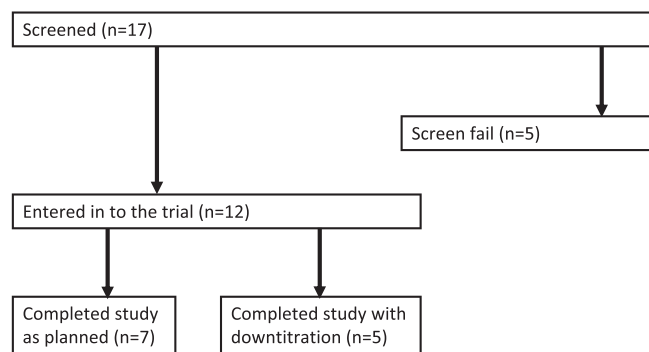 Screened (n=17)
Screen fail (n=5)
Entered in to the trial (n=12)
Completed study
as planned (n=7)
Completed study with
downtitration (n=5)